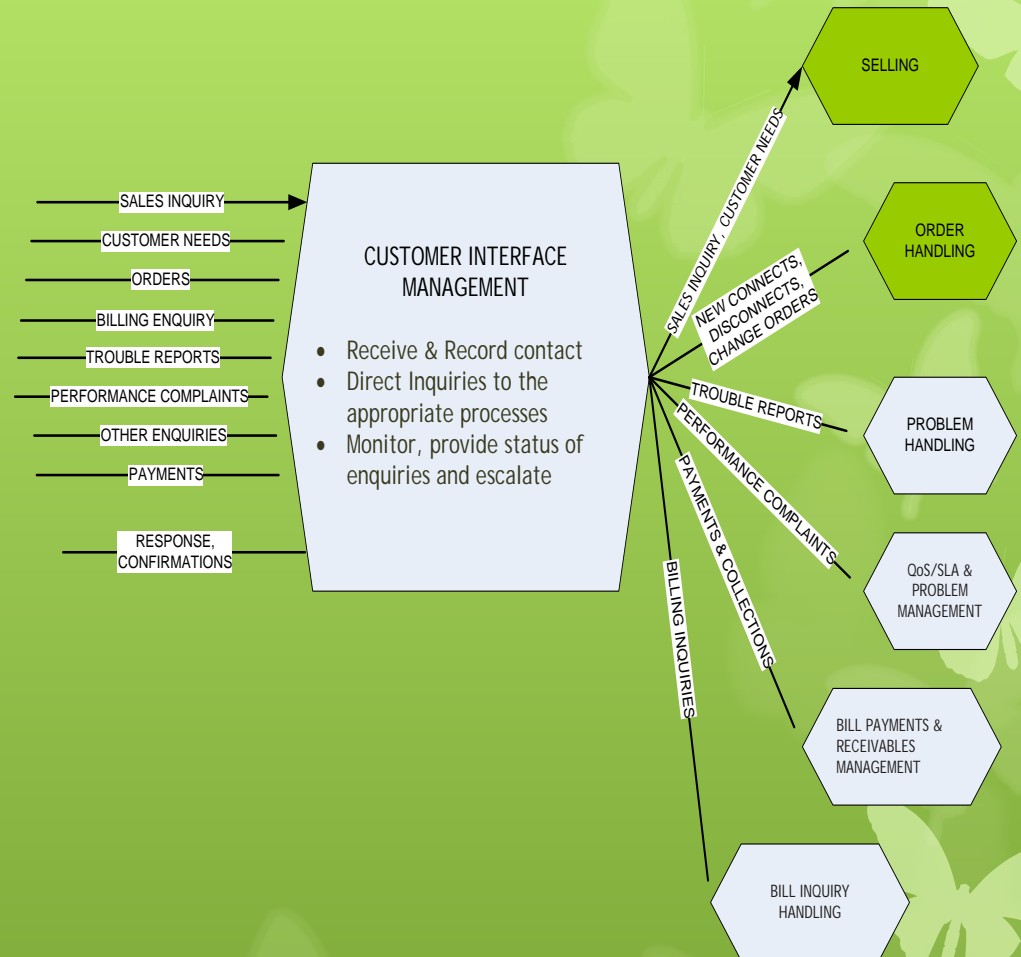 SALES INQUIRY
CUSTOMER NEEDS
ORDERS
BILLING ENQUIRY
TROUBLE REPORTS
PERFORMANCE COMPLAINTS
OTHER ENQUIRIES
PAYMENTS
RESPONSE,
CONFIRMATIONS
CUSTOMER INTERFACE
MANAGEMENT
• Receive & Record contact
• Direct Inquiries to the
appropriate processes
• Monitor, provide status of
enquiries and escalate
SALES INQUIRY, CUSTOMER NEEDS
NEW CONNECTS,
DISCONNECTS,
CHANGE ORDERS
TROUBLE REPORTS
PERFORMANCE COMPLAINTS
PAYMENTS & COLLECTIONS
BILLING INQUIRIES
SELLING
ORDER
HANDLING
PROBLEM
HANDLING
QoS/SLA &
PROBLEM
MANAGEMENT
BILL PAYMENTS &
RECEIVABLES
MANAGEMENT
BILL INQUIRY
HANDLING